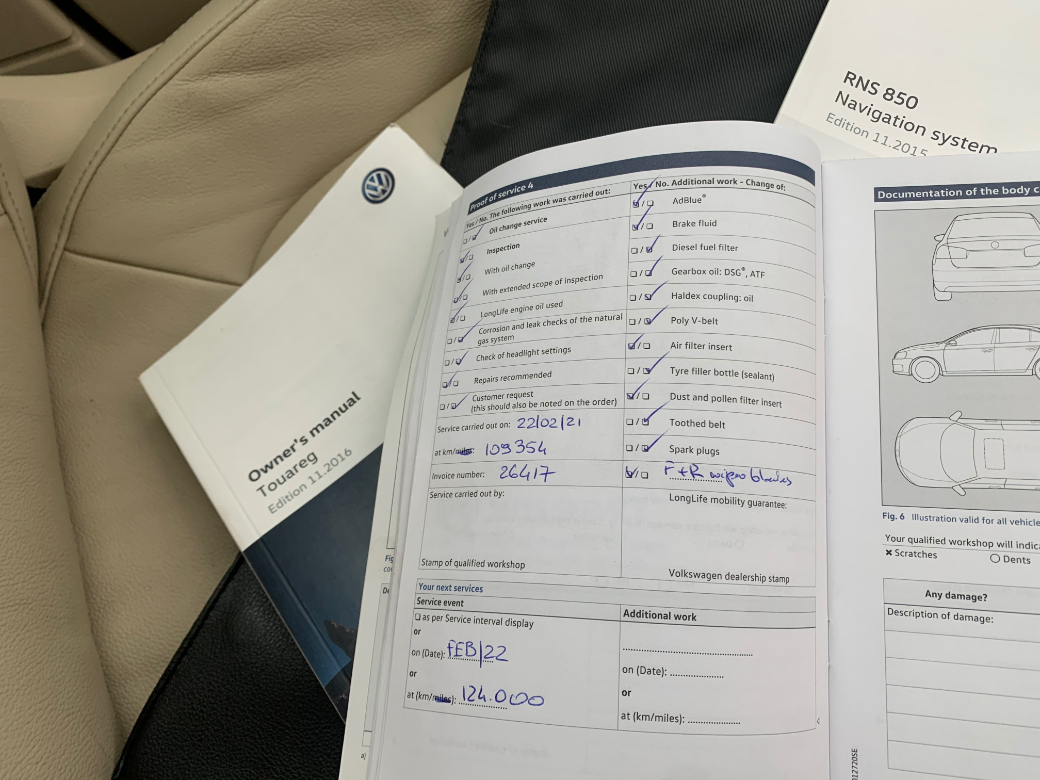 RNS 850
Navigation system
Edition 11.2015
Owner's manual
Touareg
Edition 11.2016
Proof of service 4
Yes / No. The following work was carried out:
Oil change service
Inspection
With oil change
With extended scope of inspection
LongLife engine oil used
Corrosion and leak checks of the natural
gas system
Check of headlight settings
Repairs recommended
Customer request
(this should also be noted on the order)
Service carried out on: 22/02/21
at km/miles: 109354
Invoice number: 26417
Service carried out by:
Stamp of qualified workshop
Yes / No. Additional work – Change of:
AdBlue®
Brake fluid
Diesel fuel filter
Gearbox oil: DSG®, ATF
Haldex coupling: oil
Poly V-belt
Air filter insert
Tyre filler bottle (sealant)
Dust and pollen filter insert
Toothed belt
Spark plugs
F+R wiper blades
LongLife mobility guarantee:
Volkswagen dealership stamp
Your next services
Service event
as per Service interval display
or
on (Date): FEB/22
or
at (km/miles): 124.000
Additional work
on (Date):
or
at (km/miles):
Documentation of the body c
Fig. 6 Illustration valid for all vehicle
Your qualified workshop will indica
Scratches
Dents
Any damage?
Description of damage: